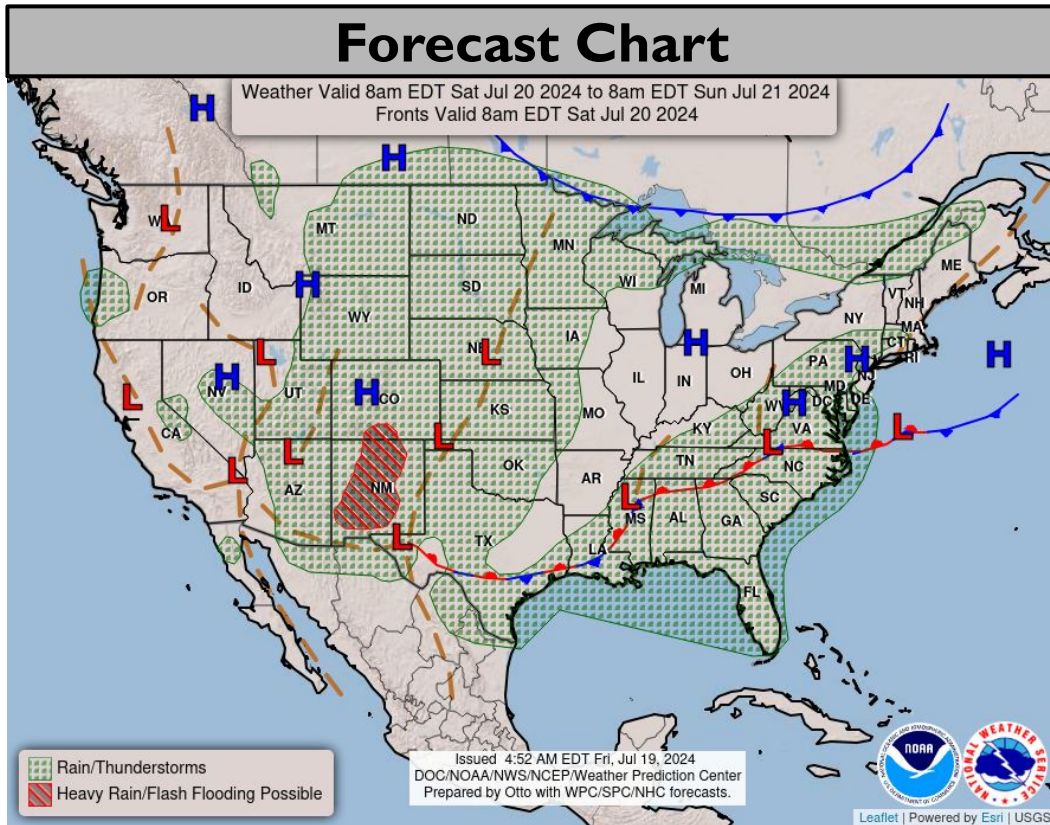 Forecast Chart
Weather Valid 8am EDT Sat Jul 20 2024 to 8am EDT Sun Jul 21 2024
Fronts Valid 8am EDT Sat Jul 20 2024
H
H
L
ND
MT
MN
ME
H
ID
SD
WI
MI
VT
NH
OR
WY
NY
MA
CT
RI
IA
H
H
L
NE
L
PA
H
NJ
H
NV
UT
H
CO
IL
IN
OH
MD
DE
DC
L
KS
MO
WV
H
VA
L
CA
L
KY
L
L
L
AZ
OK
TN
NC
NM
AR
L
MS
AL
GA
SC
L
TX
LA
FL
Rain/Thunderstorms
Heavy Rain/Flash Flooding Possible
Issued 4:52 AM EDT Fri, Jul 19, 2024
DOC/NOAA/NWS/NCEP/Weather Prediction Center
Prepared by Otto with WPC/SPC/NHC forecasts.
NOAA
NATIONAL WEATHER SERVICE
Leaflet | Powered by Esri | USGS